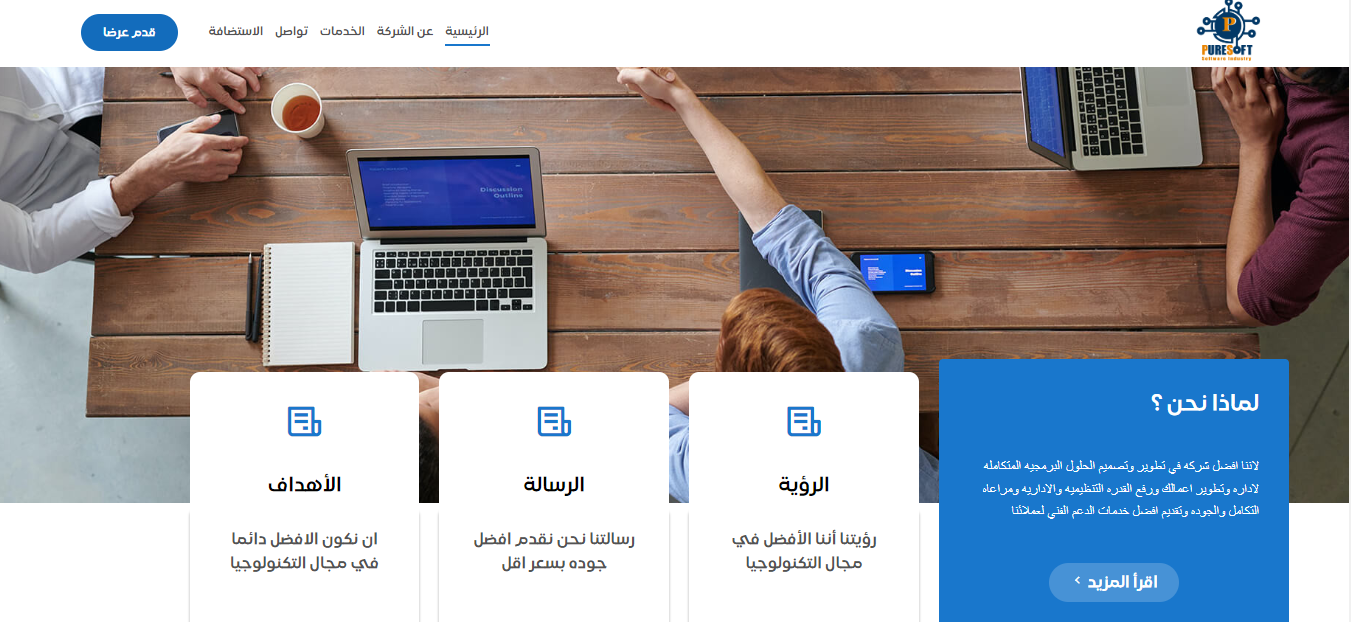 P
PURESOFT
Software Industry
الرئيسية عن الشركة الخدمات تواصل الاستضافة
قدم عرضا
Discussion
Outline
لماذا نحن ؟
لاننا افضل شركه في تطوير وتصميم الحلول البرمجيه المتكامله
لاداره وتطوير اعمالك ورفع القدره التنظيميه والاداريه ومراعاه
التكامل والجوده وتقديم افضل خدمات الدعم الفني لعملائنا
اقرأ المزيد
الرؤية
رؤيتنا أننا الأفضل في
مجال التكنولوجيا
الرسالة
رسالتنا نحن نقدم افضل
جوده بسعر اقل
الأهداف
ان نكون الافضل دائما
في مجال التكنولوجيا